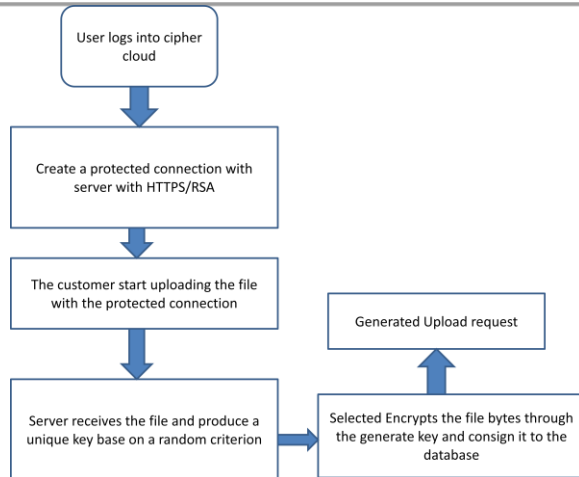 User logs into cipher
cloud
Create a protected connection with
server with HTTPS/RSA
The customer start uploading the file
with the protected connection
Server receives the file and produce a
unique key base on a random criterion
Selected Encrypts the file bytes through
the generate key and consign it to the
database
Generated Upload request